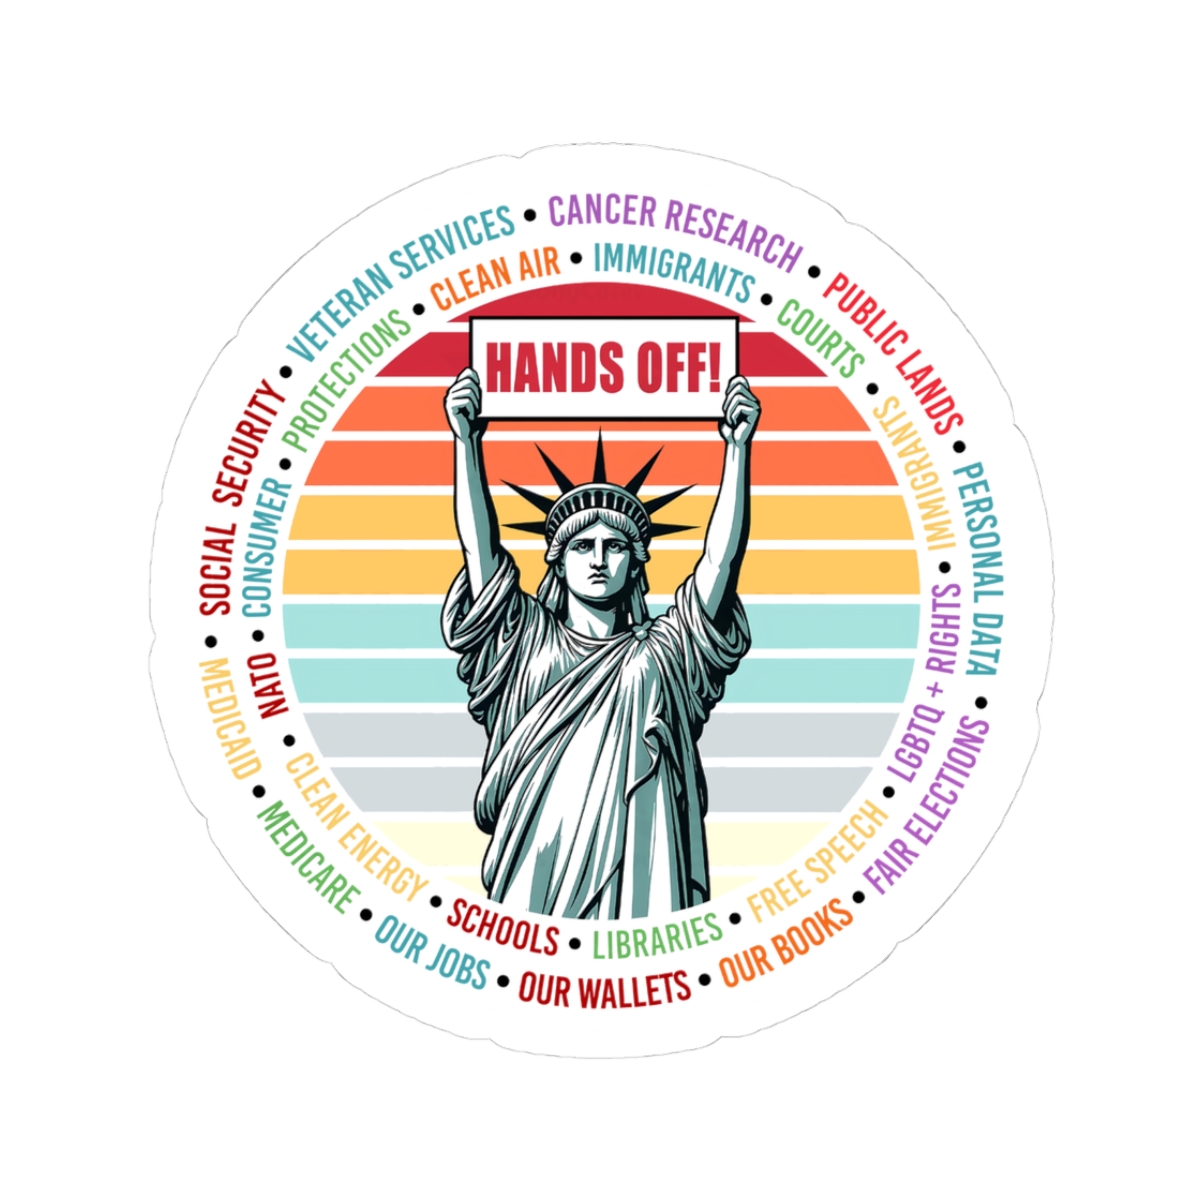 VETERAN SERVICES • CANCER RESEARCH • PUBLIC LANDS • PERSONAL DATA • FAIR ELECTIONS • OUR BOOKS • OUR WALLETS • OUR JOBS • MEDICARE • MEDICAID • SOCIAL SECURITY •
CLEAN AIR • IMMIGRANTS • COURTS • IMMIGRANTS • LGBTQ + RIGHTS • FREE SPEECH • LIBRARIES • SCHOOLS • CLEAN ENERGY • NATO • CONSUMER • PROTECTIONS •
HANDS OFF!